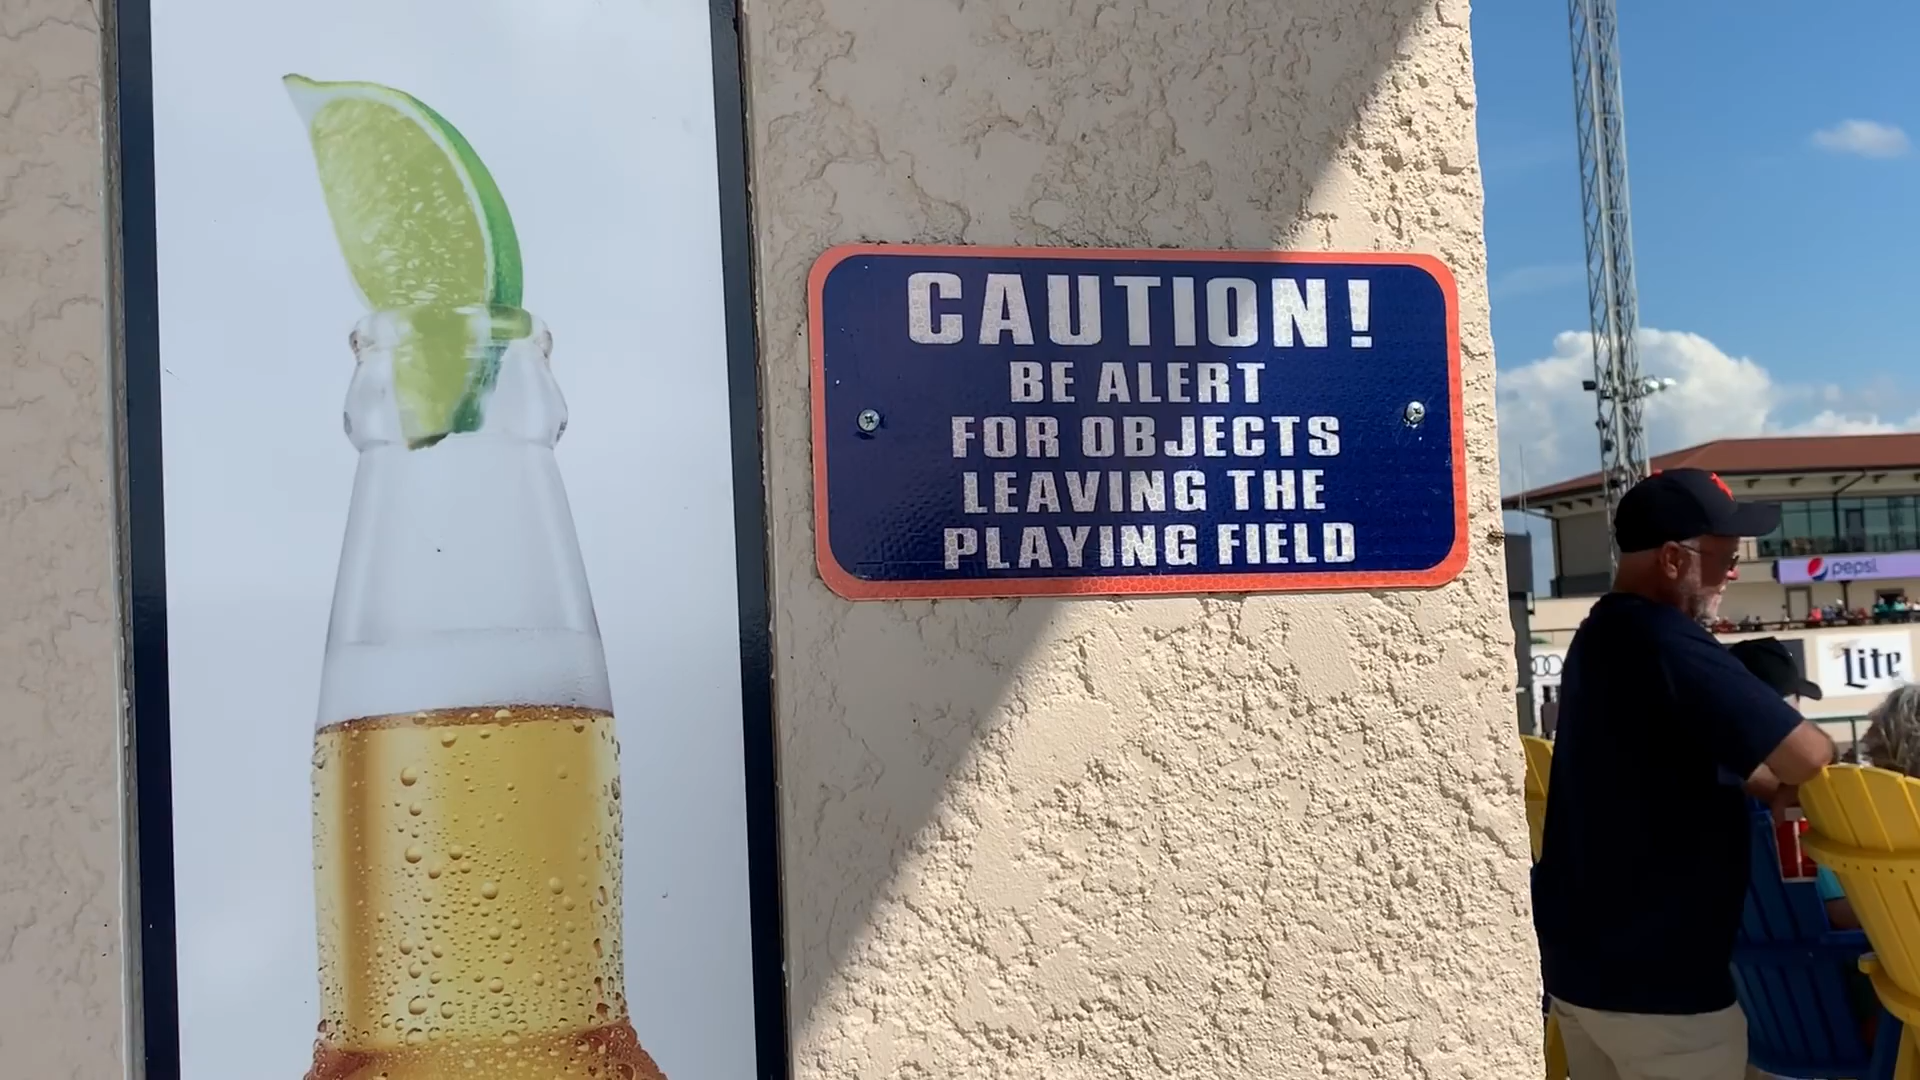 CAUTION!
BE ALERT
FOR OBJECTS
LEAVING THE
PLAYING FIELD
pepsi
Lite